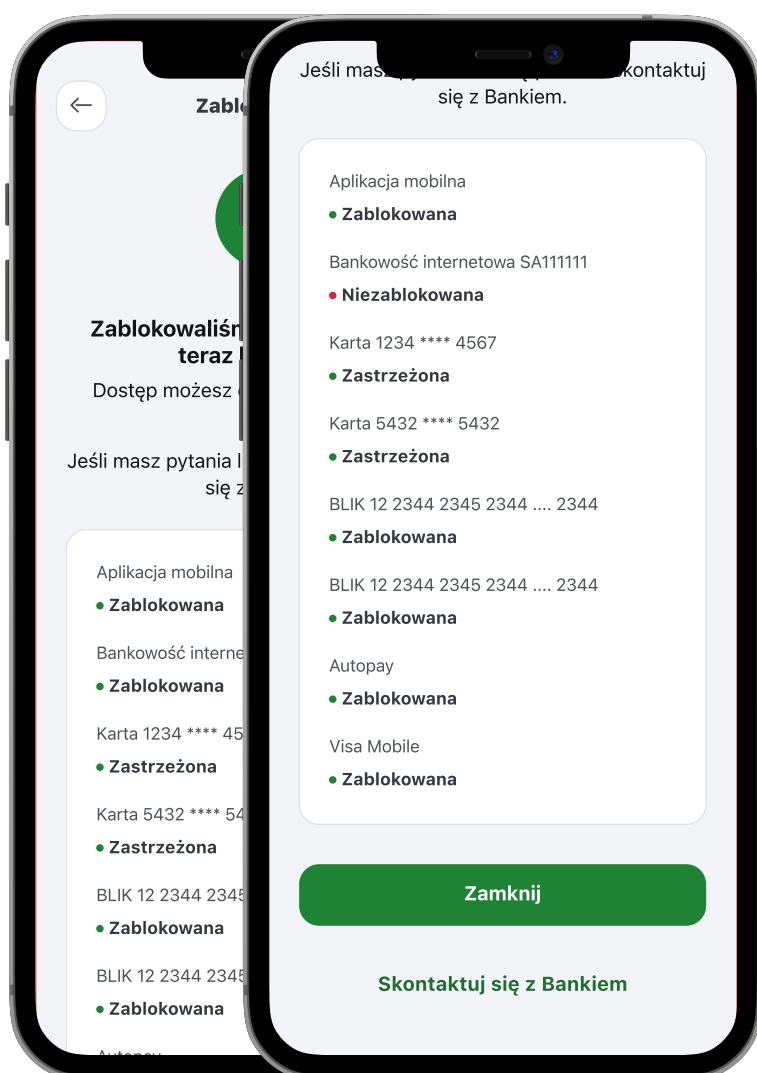 Zablokowaliśm
teraz
Dostęp możesz
Jeśli masz pytania
się z
Aplikacja mobilna
Zablokowana
Bankowość interne
Zablokowana
Karta 1234 **** 45
Zastrzeżona
Karta 5432 **** 54
Zastrzeżona
BLIK 12 2344 2345
Zablokowana
BLIK 12 2344 2345
Zablokowana
Jeśli masz kontaktuj
się z Bankiem.
Aplikacja mobilna
Zablokowana
Bankowość internetowa SA111111
Niezablokowana
Karta 1234 **** 4567
Zastrzeżona
Karta 5432 **** 5432
Zastrzeżona
BLIK 12 2344 2345 2344 .... 2344
Zablokowana
BLIK 12 2344 2345 2344 .... 2344
Zablokowana
Autopay
Zablokowana
Visa Mobile
Zablokowana
Zamknij
Skontaktuj się z Bankiem